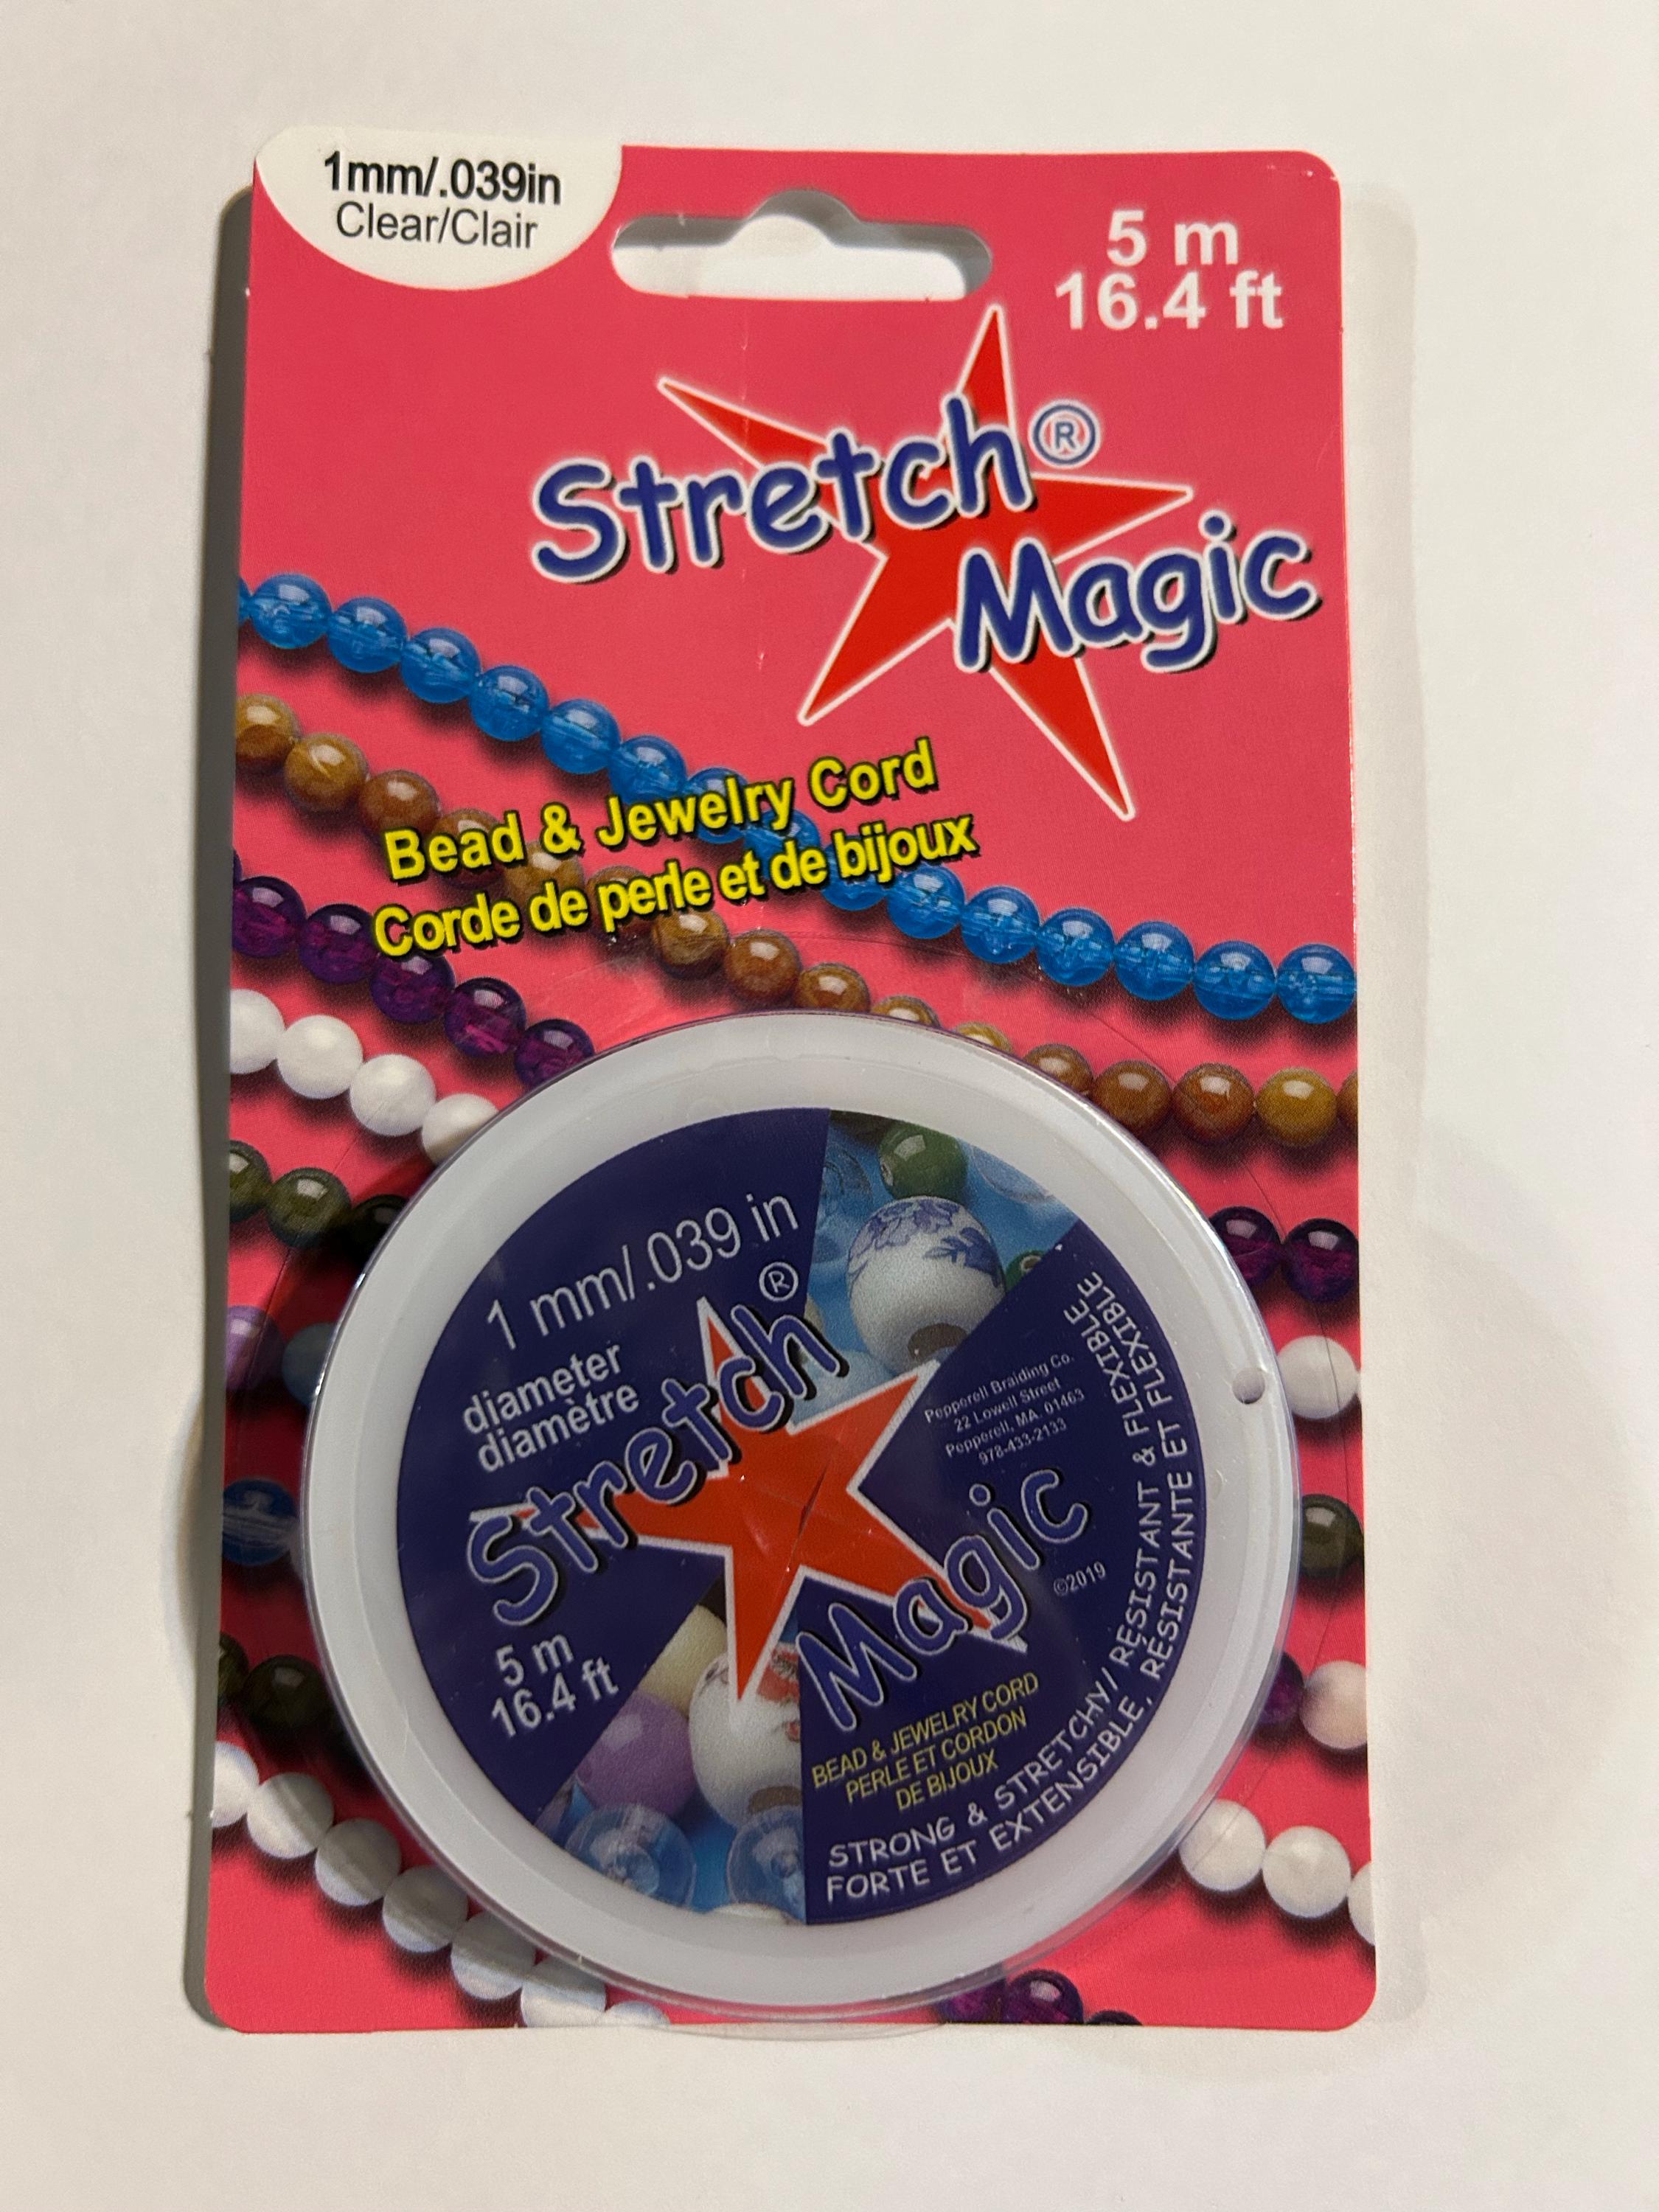 1mm/.039in
Clear/Clair
5 m
16.4 ft
Stretch®
Magic
Bead & Jewelry Cord
Corde de perle et de bijoux
1 mm/.039 in
diameter
diamètre
Stretch®
Magic
5 m
16.4 ft
Pepperell Braiding Co.
22 Lowell Street
Pepperell, MA. 01463
978-433-2133
©2019
BEAD & JEWELRY CORD
PERLE ET CORDON
DE BIJOUX
STRONG & STRETCHY/ RÉSISTANT & FLEXIBLE
FORTE ET EXTENSIBLE, RÉSISTANTE ET FLEXIBLE